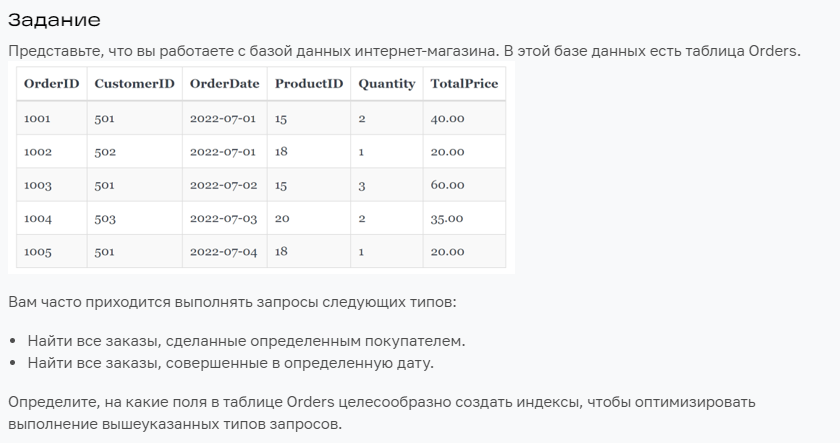 Задание
Представьте, что вы работаете с базой данных интернет-магазина. В этой базе данных есть таблица Orders.
OrderID CustomerID OrderDate ProductID Quantity TotalPrice
1001 501 2022-07-01 15 2 40.00
1002 502 2022-07-01 18 1 20.00
1003 501 2022-07-02 15 3 60.00
1004 503 2022-07-03 20 2 35.00
1005 501 2022-07-04 18 1 20.00
Вам часто приходится выполнять запросы следующих типов:
• Найти все заказы, сделанные определенным покупателем.
• Найти все заказы, совершенные в определенную дату.
Определите, на какие поля в таблице Orders целесообразно создать индексы, чтобы оптимизировать
выполнение вышеуказанных типов запросов.